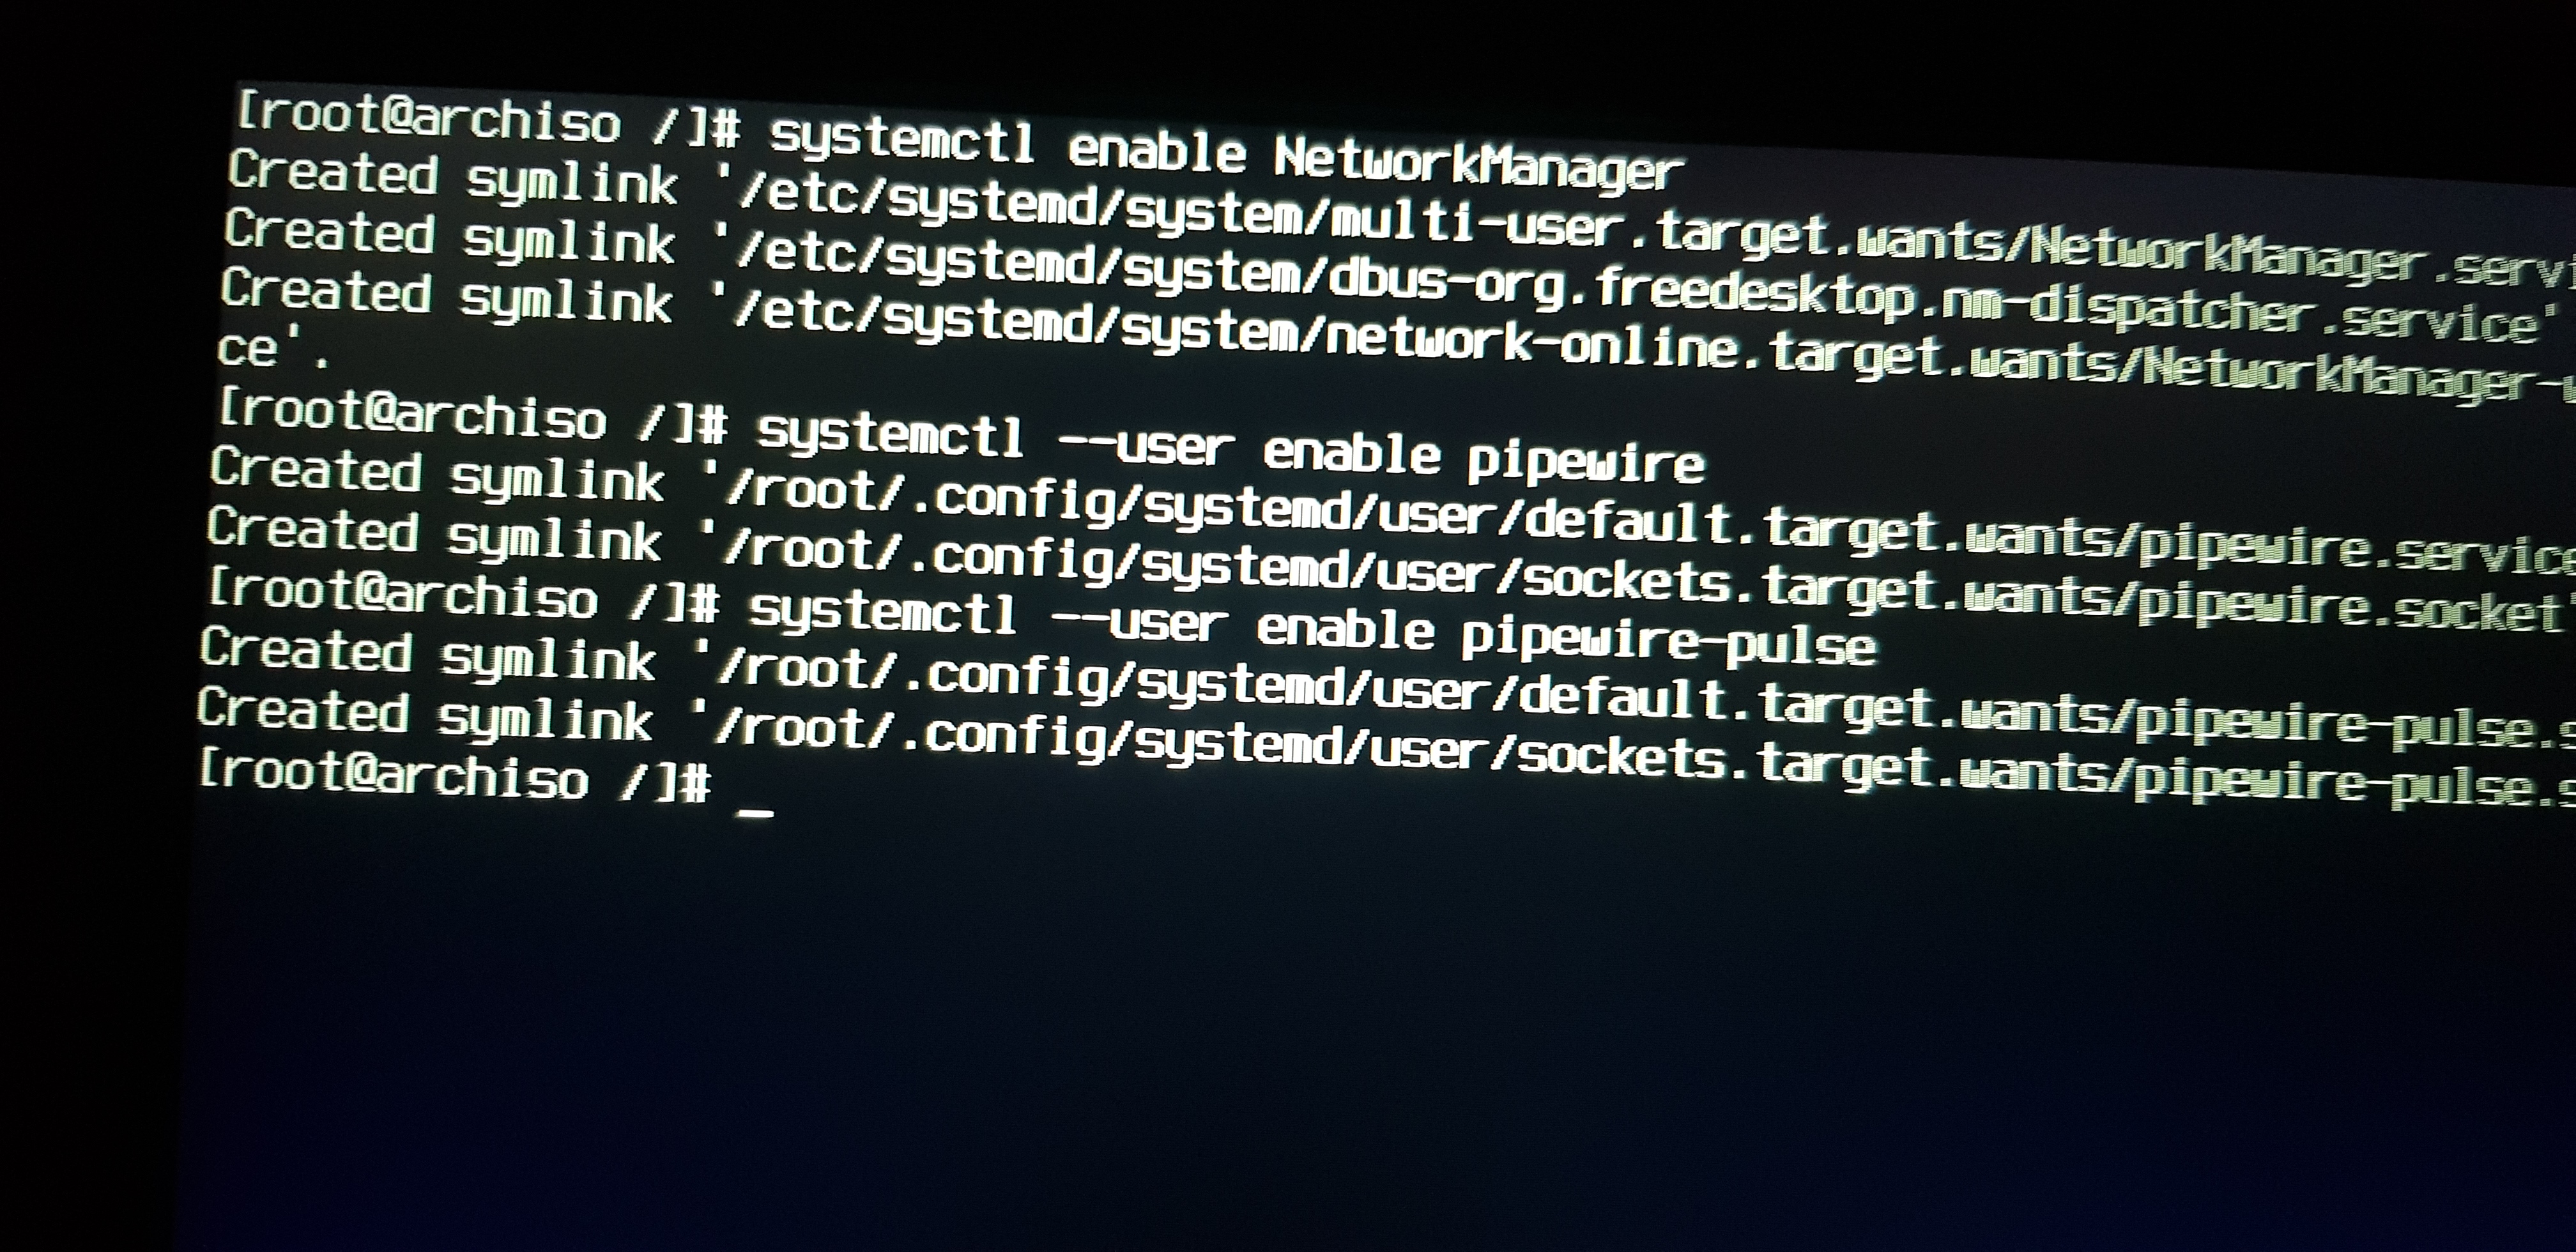 [root@archiso /]# systemctl enable NetworkManager
Created symlink '/etc/systemd/system/multi-user.target.wants/NetworkManager.servi
Created symlink '/etc/systemd/system/dbus-org.freedesktop.nm-dispatcher.service'
Created symlink '/etc/systemd/system/network-online.target.wants/NetworkManager-
ce'.
[root@archiso /]# systemctl --user enable pipewire
Created symlink '/root/.config/systemd/user/default.target.wants/pipewire.service
Created symlink '/root/.config/systemd/user/sockets.target.wants/pipewire.socket
[root@archiso /]# systemctl --user enable pipewire-pulse
Created symlink '/root/.config/systemd/user/default.target.wants/pipewire-pulse.s
Created symlink '/root/.config/systemd/user/sockets.target.wants/pipewire-pulse.s
[root@archiso /]# _